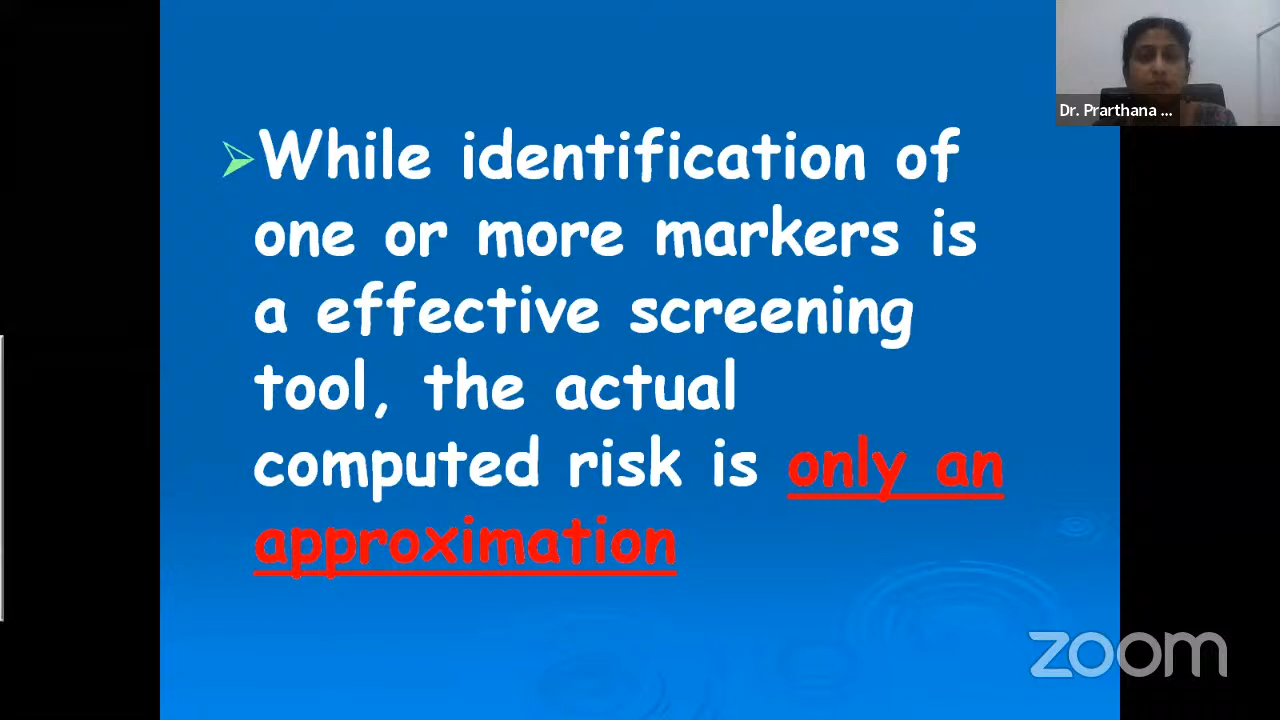 While identification of
one or more markers is
a effective screening
tool, the actual
computed risk is only an
approximation
Dr. Prarthana ...
zoom